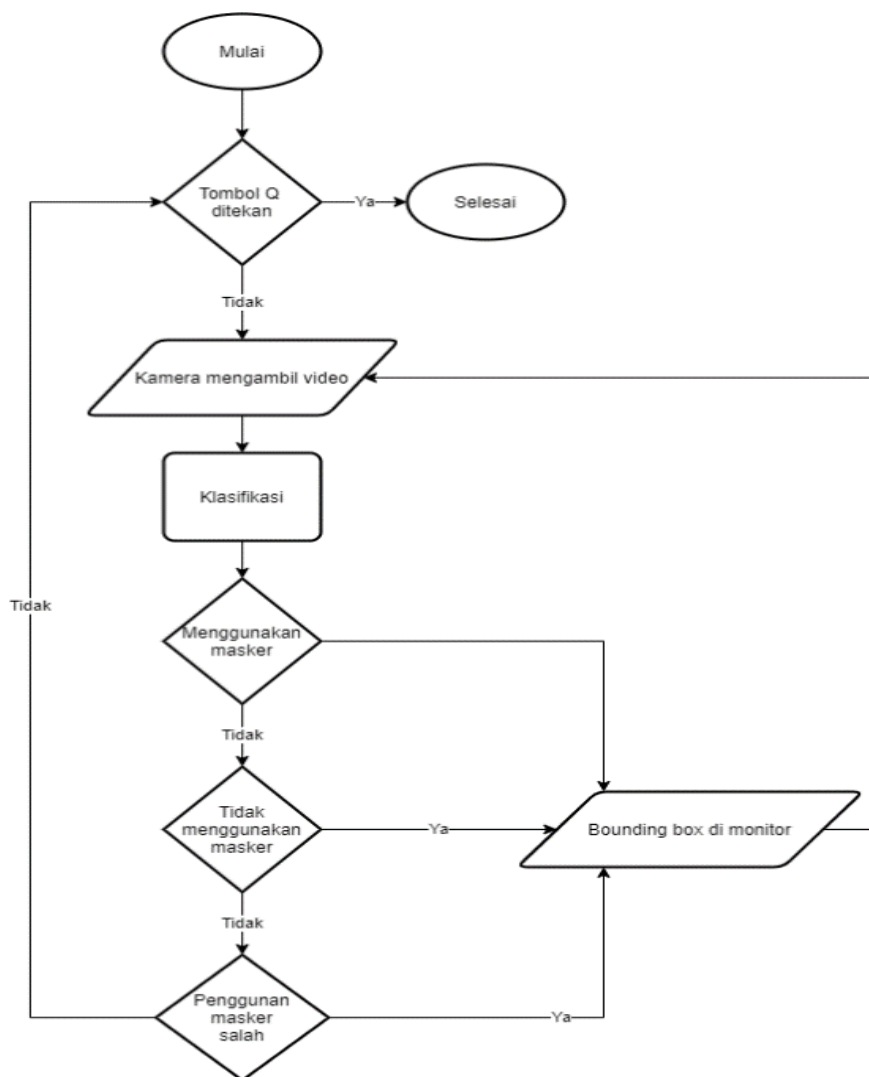 Mulai
Tombol Q
ditekan
Ya
Selesai
Tidak
Kamera mengambil video
Klasifikasi
Tidak
Menggunakan
masker
Tidak
Tidak
menggunakan
masker
Ya
Bounding box di monitor
Tidak
Penggunan
masker
salah
Ya